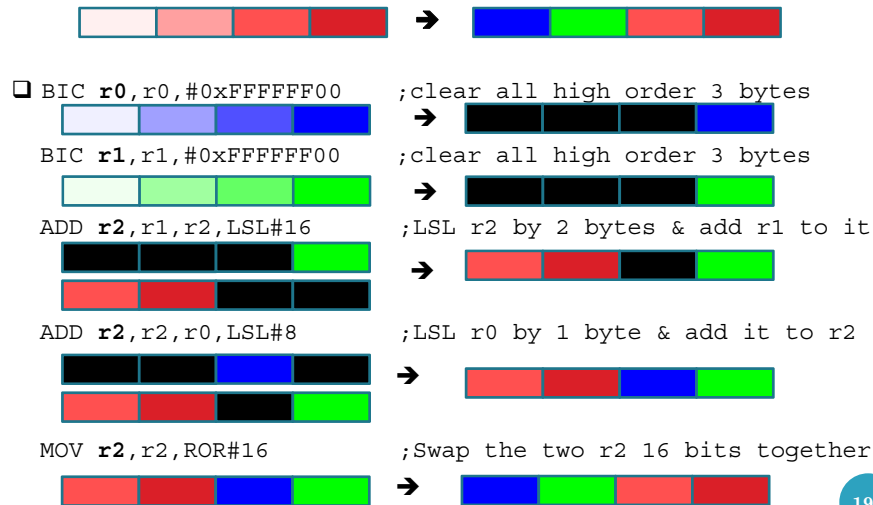 ➔
❑ BIC r0,r0,#0xFFFFFF00 ;clear all high order 3 bytes
➔
BIC r1,r1,#0xFFFFFF00 ;clear all high order 3 bytes
➔
ADD r2,r1,r2,LSL#16 ;LSL r2 by 2 bytes & add r1 to it
➔
ADD r2,r2,r0,LSL#8 ;LSL r0 by 1 byte & add it to r2
➔
MOV r2,r2,ROR#16 ;Swap the two r2 16 bits together
➔
19